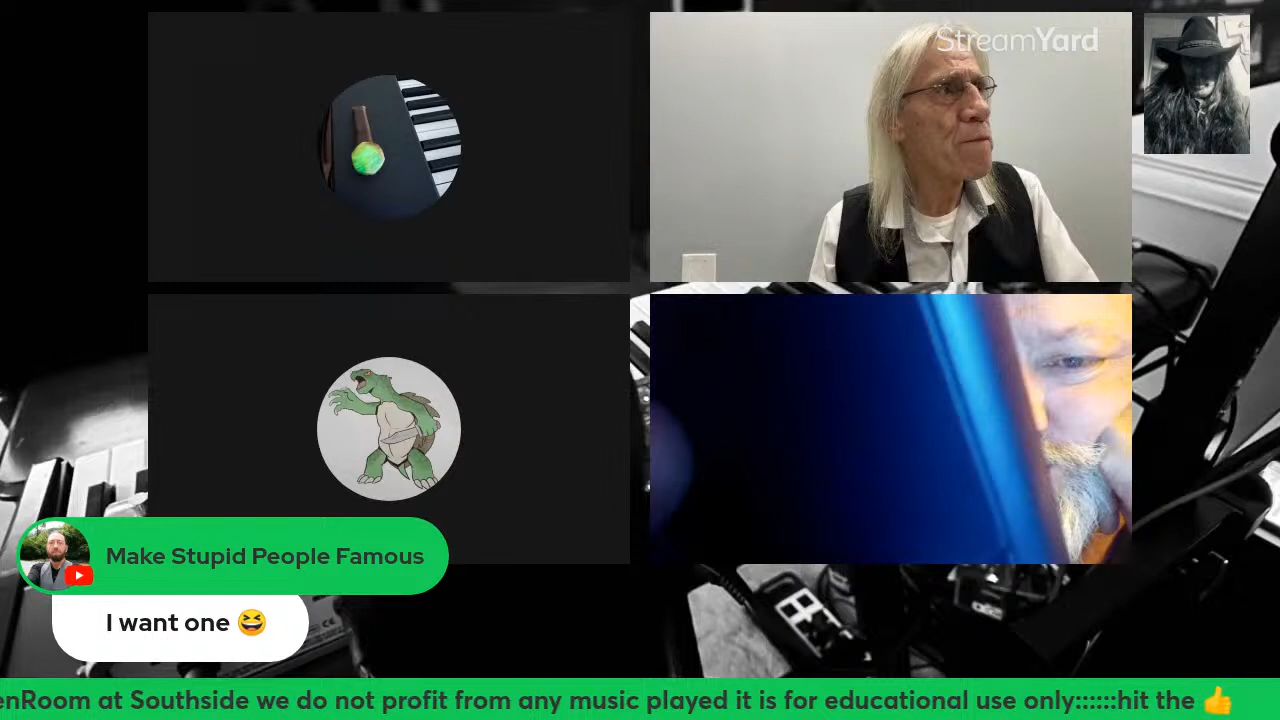 StreamYard
Make Stupid People Famous
I want one 😆
enRoom at Southside we do not profit from any music played it is for educational use only::::::hit the 👍